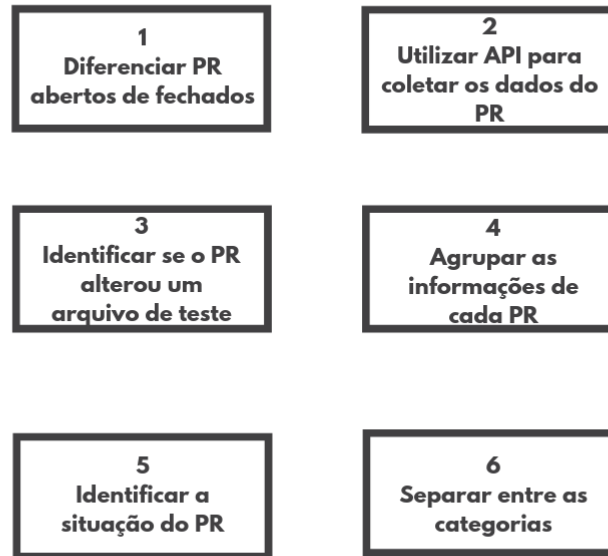 1
Diferenciar PR
abertos de fechados
2
Utilizar API para
coletar os dados do
PR
3
Identificar se o PR
alterou um
arquivo de teste
4
Agrupar as
informações de
cada PR
5
Identificar a
situação do PR
6
Separar entre as
categorias